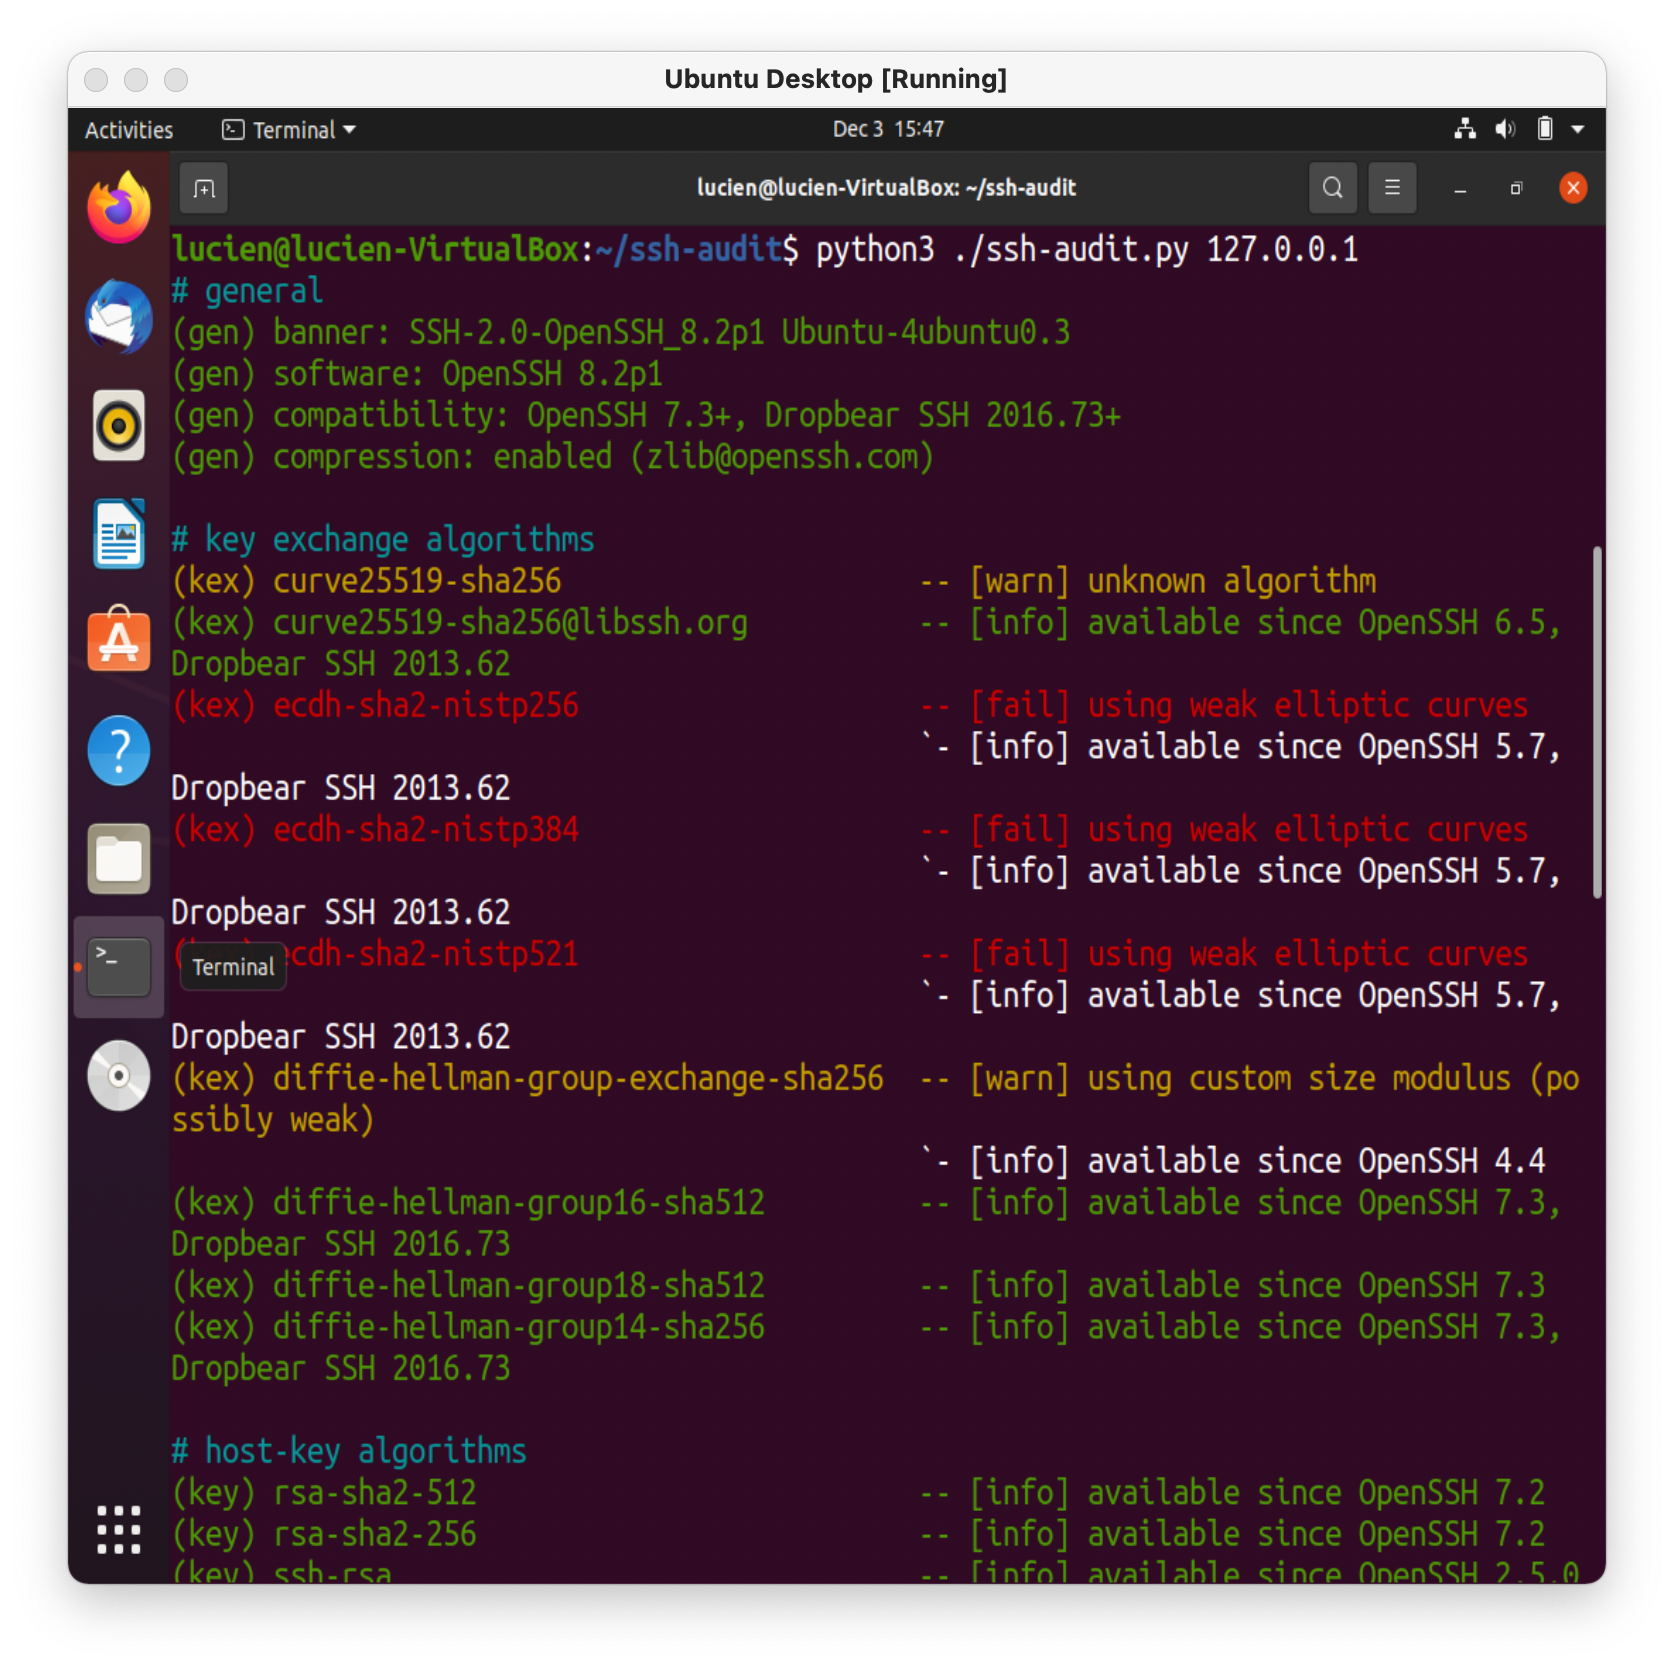 Ubuntu Desktop [Running]
Activities Terminal Dec 3 15:47
lucien@lucien-VirtualBox: ~/ssh-audit
lucien@lucien-VirtualBox:~/ssh-audit$ python3 ./ssh-audit.py 127.0.0.1
# general
(gen) banner: SSH-2.0-OpenSSH_8.2p1 Ubuntu-4ubuntu0.3
(gen) software: OpenSSH 8.2p1
(gen) compatibility: OpenSSH 7.3+, Dropbear SSH 2016.73+
(gen) compression: enabled (zlib@openssh.com)
# key exchange algorithms
(kex) curve25519-sha256 -- [warn] unknown algorithm
(kex) curve25519-sha256@libssh.org -- [info] available since OpenSSH 6.5,
Dropbear SSH 2013.62
(kex) ecdh-sha2-nistp256 -- [fail] using weak elliptic curves
`- [info] available since OpenSSH 5.7,
Dropbear SSH 2013.62
(kex) ecdh-sha2-nistp384 -- [fail] using weak elliptic curves
`- [info] available since OpenSSH 5.7,
Dropbear SSH 2013.62
ecdh-sha2-nistp521 -- [fail] using weak elliptic curves
Terminal
`- [info] available since OpenSSH 5.7,
Dropbear SSH 2013.62
(kex) diffie-hellman-group-exchange-sha256 -- [warn] using custom size modulus (po
ssibly weak)
`- [info] available since OpenSSH 4.4
(kex) diffie-hellman-group16-sha512 -- [info] available since OpenSSH 7.3,
Dropbear SSH 2016.73
(kex) diffie-hellman-group18-sha512 -- [info] available since OpenSSH 7.3
(kex) diffie-hellman-group14-sha256 -- [info] available since OpenSSH 7.3,
Dropbear SSH 2016.73
# host-key algorithms
(key) rsa-sha2-512 -- [info] available since OpenSSH 7.2
(key) rsa-sha2-256 -- [info] available since OpenSSH 7.2
(key) ssh-rsa -- [info] available since OpenSSH 2.5.0